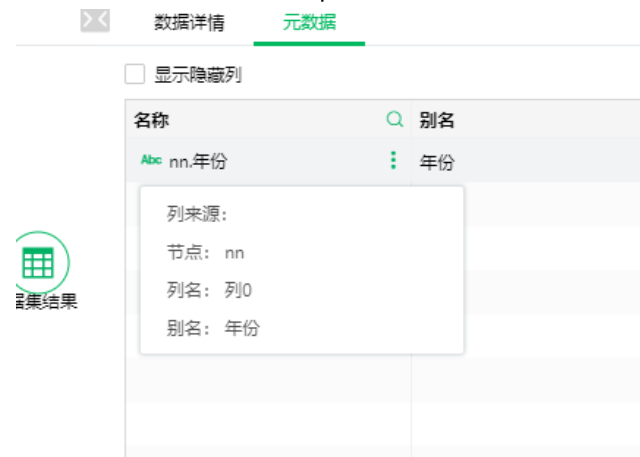 数据详情 元数据
显示隐藏列
名称 别名
Abc nn.年份 年份
列来源:
节点: nn
列名: 列0
别名: 年份
集结果